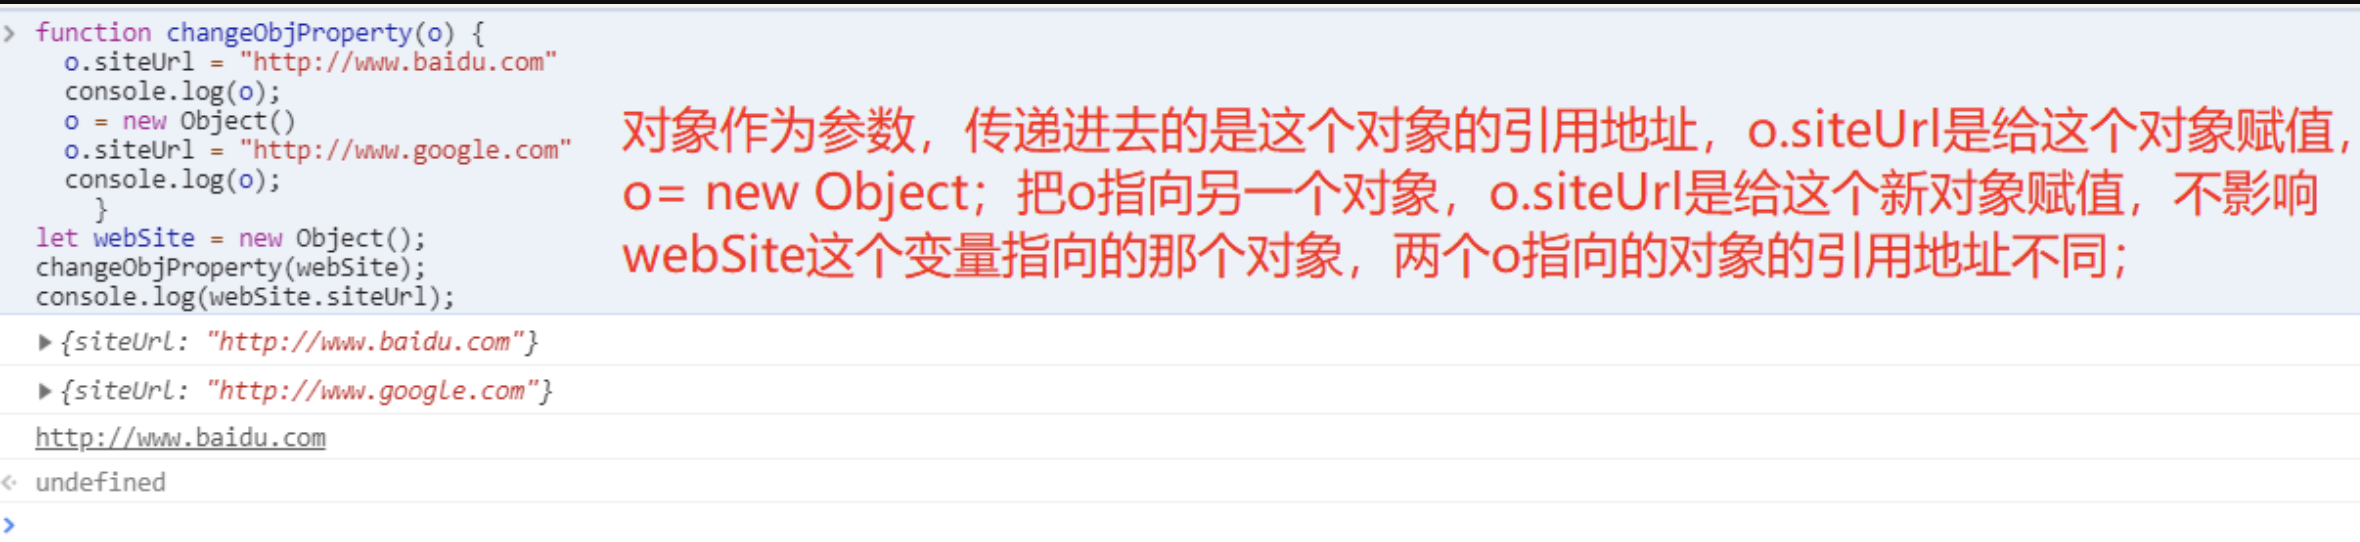 function changeObjProperty(o) {
o.siteUrl = "http://www.baidu.com"
console.log(o);
o = new Object()
o.siteUrl = "http://www.google.com"
console.log(o);
}
let webSite = new Object();
changeObjProperty(webSite);
console.log(webSite.siteUrl);
对象作为参数，传递进去的是这个对象的引用地址，o.siteUrl是给这个对象赋值，
o= new Object；把o指向另一个对象，o.siteUrl是给这个新对象赋值，不影响
webSite这个变量指向的那个对象，两个o指向的对象的引用地址不同；
{siteUrl: "http://www.baidu.com"}
{siteUrl: "http://www.google.com"}
http://www.baidu.com
undefined